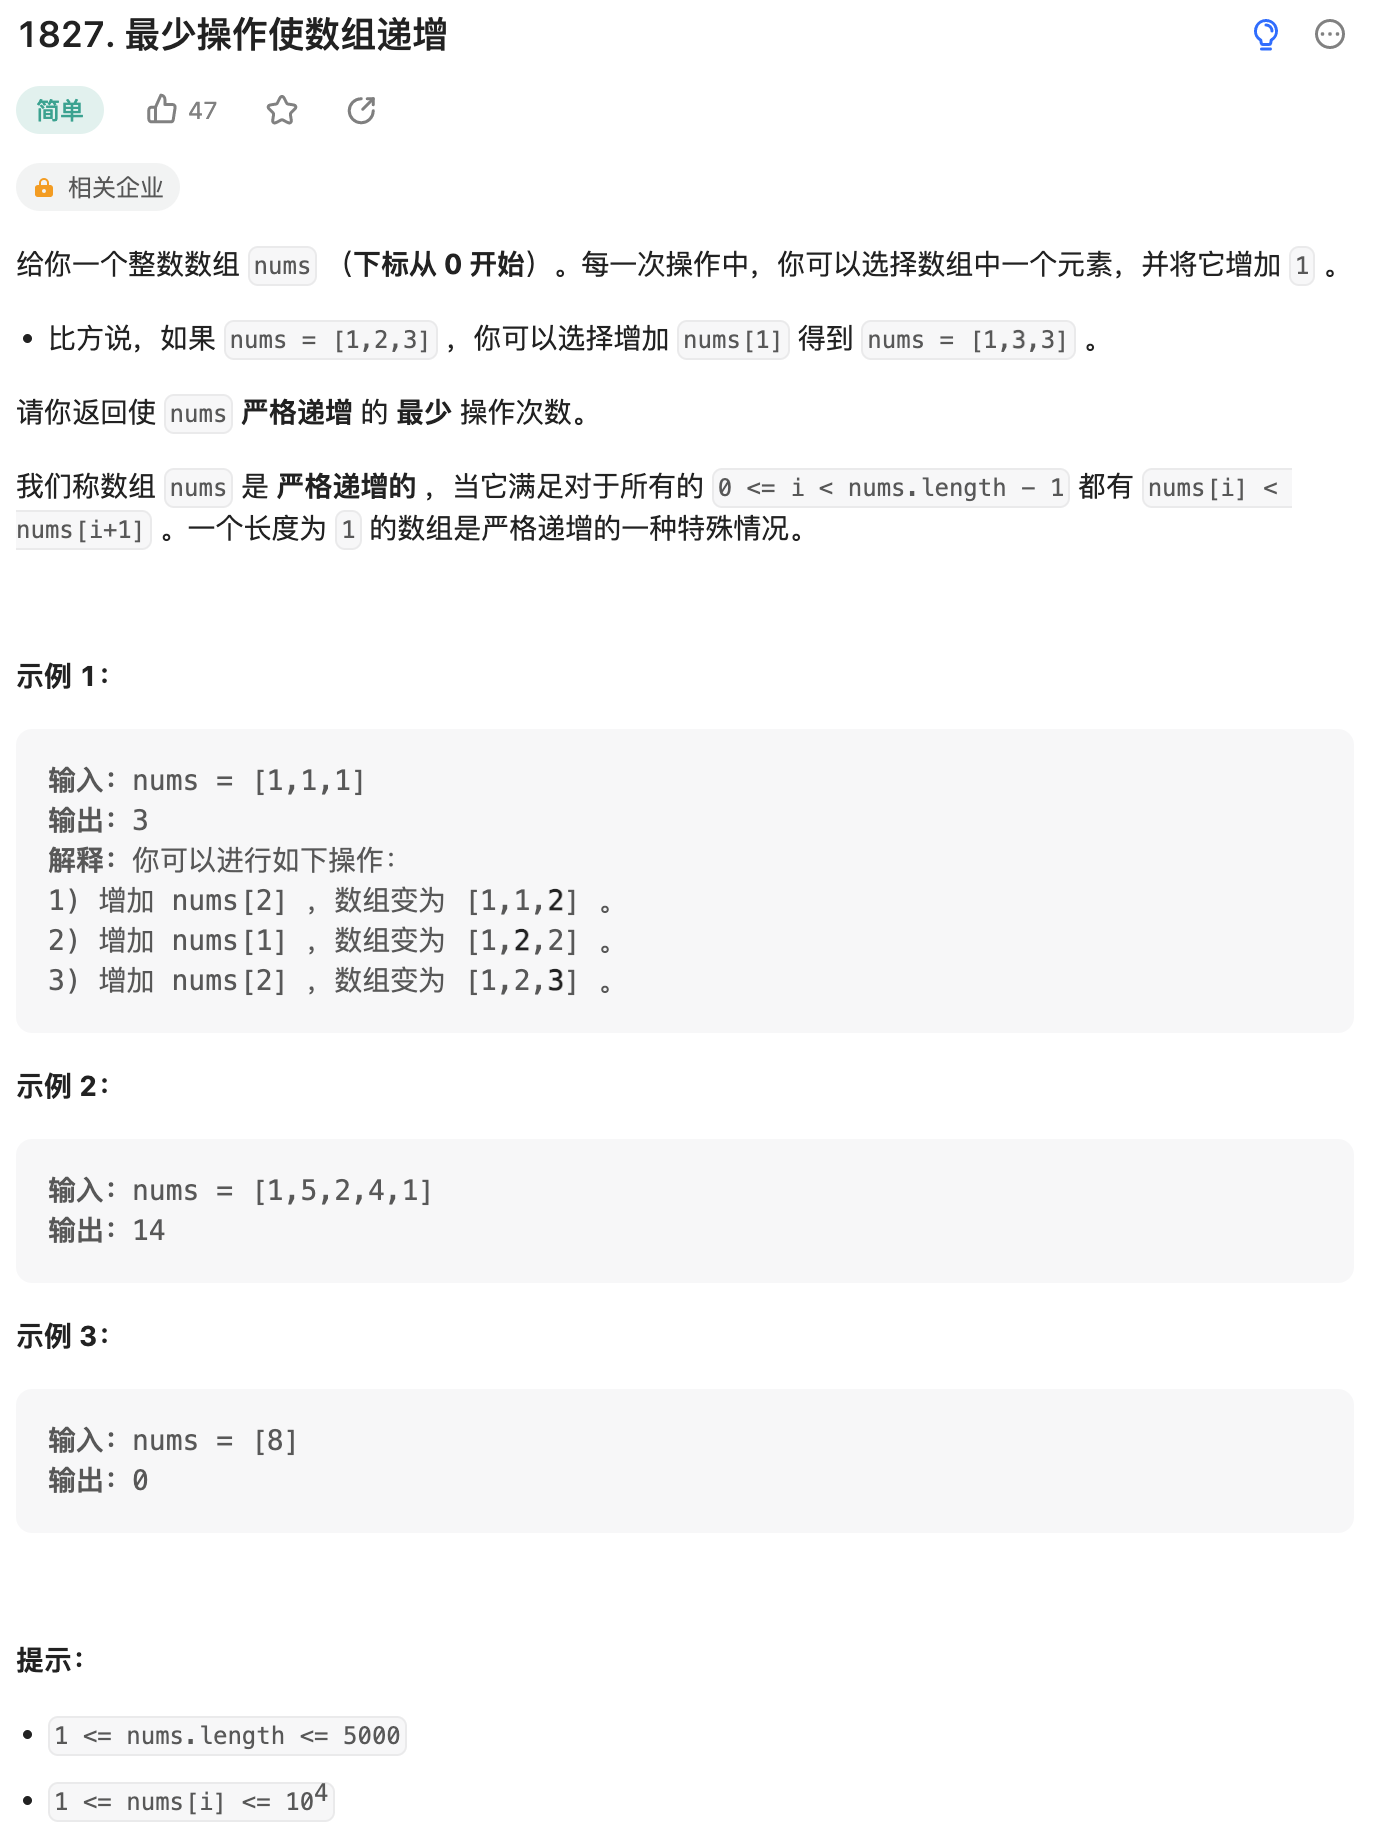 1827. 最少操作使数组递增
简单 47
相关企业
给你一个整数数组 nums （下标从 0 开始）。每一次操作中，你可以选择数组中一个元素，并将它增加 1 。
• 比方说，如果 nums = [1,2,3] ，你可以选择增加 nums[1] 得到 nums = [1,3,3] 。
请你返回使 nums 严格递增 的 最少 操作次数。
我们称数组 nums 是 严格递增的 ，当它满足对于所有的 0 <= i < nums.length - 1 都有 nums[i] <
nums[i+1] 。一个长度为 1 的数组是严格递增的一种特殊情况。
示例 1：
输入：nums = [1,1,1]
输出：3
解释：你可以进行如下操作：
1) 增加 nums[2] ，数组变为 [1,1,2] 。
2) 增加 nums[1] ，数组变为 [1,2,2] 。
3) 增加 nums[2] ，数组变为 [1,2,3] 。
示例 2：
输入：nums = [1,5,2,4,1]
输出：14
示例 3：
输入：nums = [8]
输出：0
提示：
• 1 <= nums.length <= 5000
• 1 <= nums[i] <= 10⁴